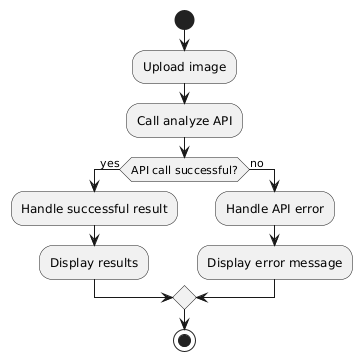 Upload image
Call analyze API
API call successful?
yes
no
Handle successful result
Handle API error
Display results
Display error message